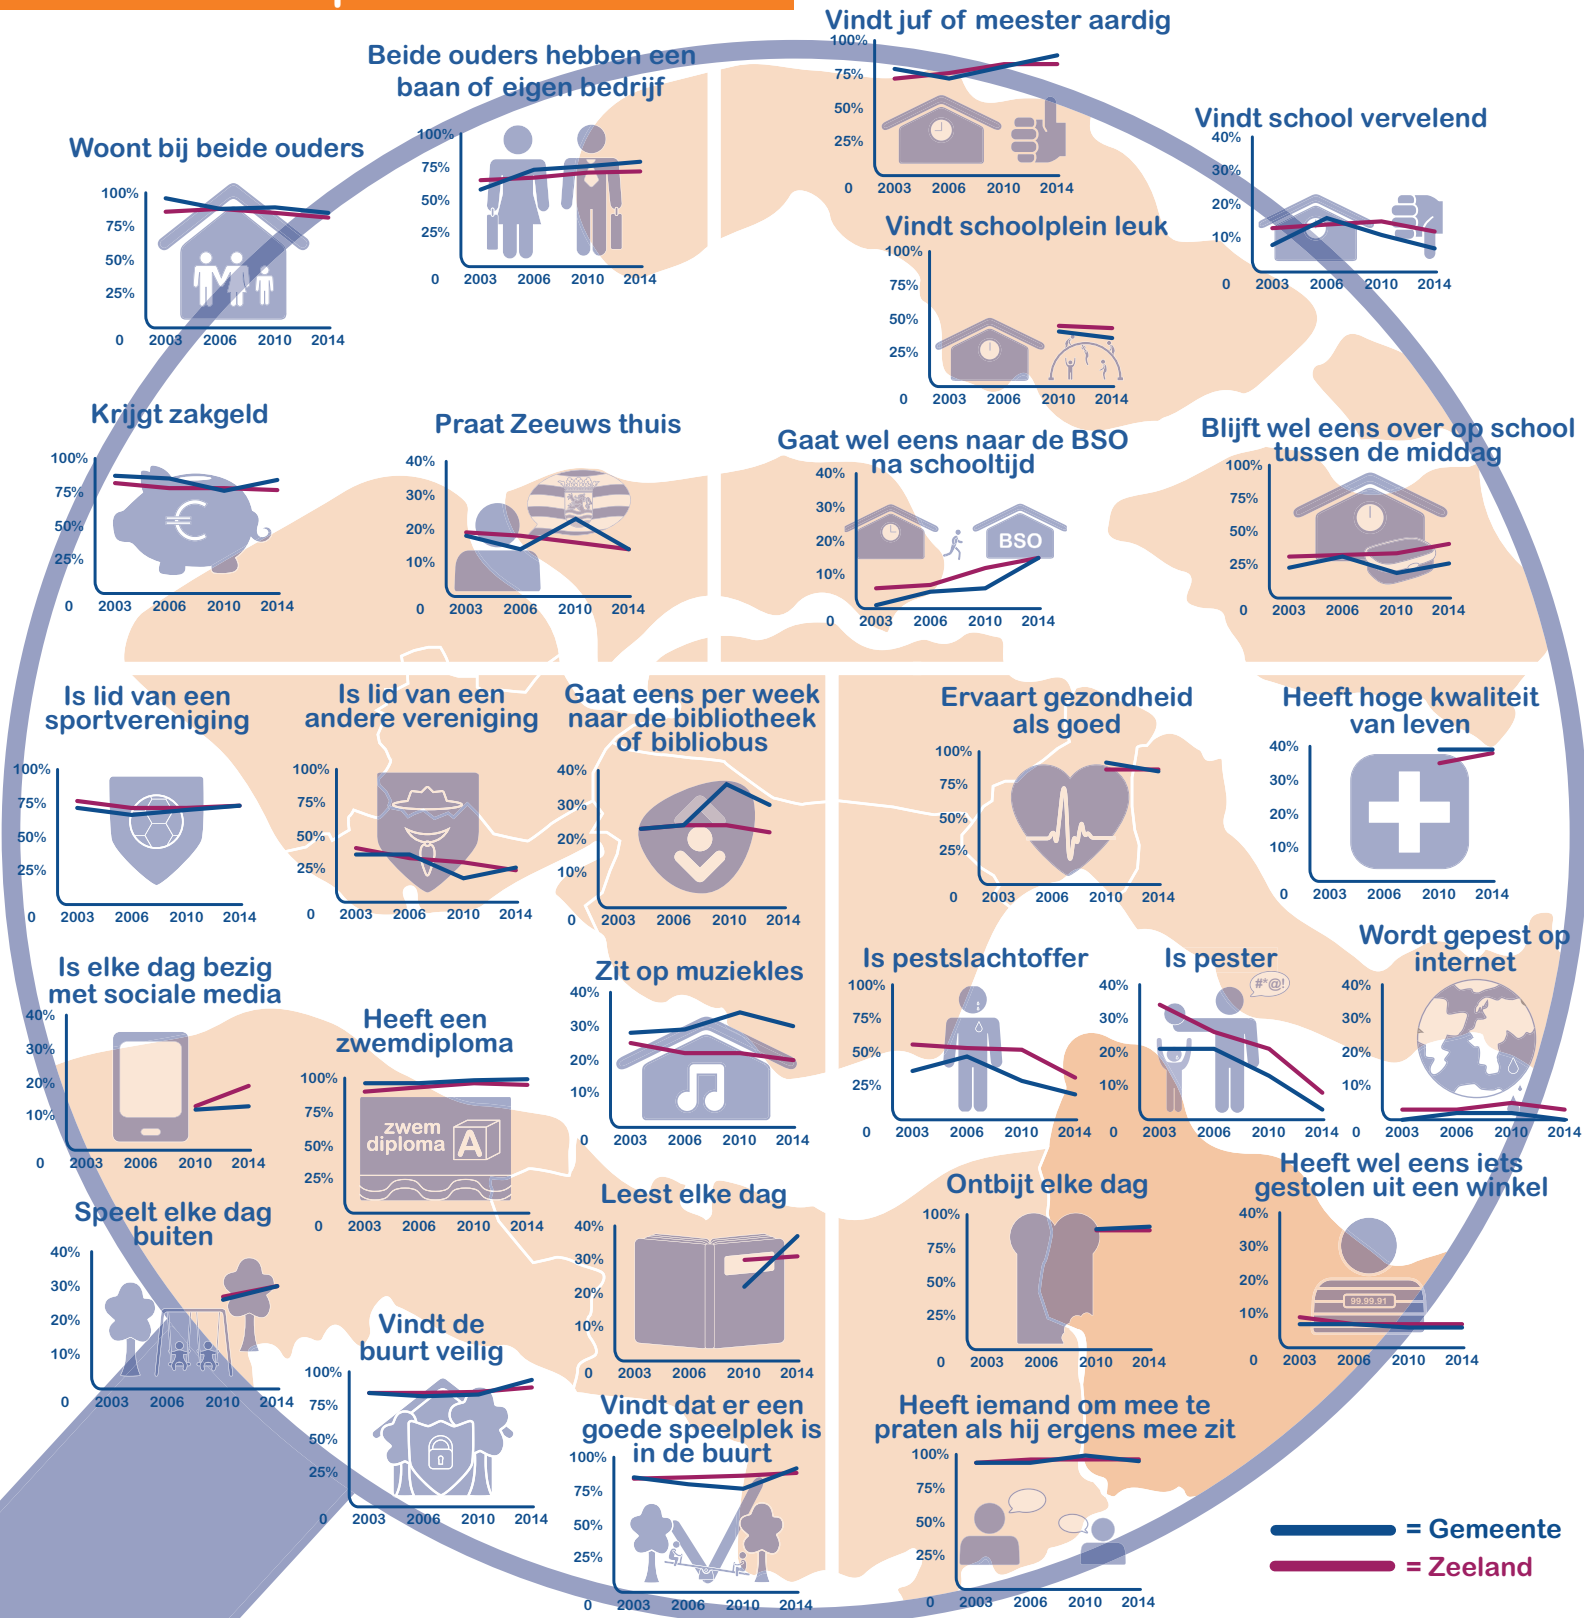 Vindt juf of meester aardig
100%
75%
50%
25%
0 2003 2006 2010 2014
Beide ouders hebben een
baan of eigen bedrijf
100%
75%
50%
25%
0 2003 2006 2010 2014
Vindt school vervelend
40%
30%
20%
10%
0 2003 2006 2010 2014
Woont bij beide ouders
100%
75%
50%
25%
0 2003 2006 2010 2014
Vindt schoolplein leuk
100%
75%
50%
25%
0 2003 2006 2010 2014
Krijgt zakgeld
100%
75%
50%
25%
0 2003 2006 2010 2014
Praat Zeeuws thuis
40%
30%
20%
10%
0 2003 2006 2010 2014
Gaat wel eens naar de BSO
na schooltijd
40%
30%
20%
10%
BSO
0 2003 2006 2010 2014
Blijft wel eens over op school
tussen de middag
100%
75%
50%
25%
0 2003 2006 2010 2014
Is lid van een
sportvereniging
100%
75%
50%
25%
0 2003 2006 2010 2014
Is lid van een
andere vereniging
100%
75%
50%
25%
0 2003 2006 2010 2014
Gaat eens per week
naar de bibliotheek
of bibliobus
40%
30%
20%
10%
0 2003 2006 2010 2014
Ervaart gezondheid
als goed
100%
75%
50%
25%
0 2003 2006 2010 2014
Heeft hoge kwaliteit
van leven
40%
30%
20%
10%
0 2003 2006 2010 2014
Is elke dag bezig
met sociale media
40%
30%
20%
10%
0 2003 2006 2010 2014
Heeft een
zwemdiploma
100%
75%
50%
25%
zwem
diploma A
0 2003 2006 2010 2014
Zit op muziekles
40%
30%
20%
10%
0 2003 2006 2010 2014
Is pestslachtoffer
100%
75%
50%
25%
0 2003 2006 2010 2014
Is pester
#*@!
40%
30%
20%
10%
0 2003 2006 2010 2014
Wordt gepest op
internet
40%
30%
20%
10%
0 2003 2006 2010 2014
Speelt elke dag
buiten
40%
30%
20%
10%
0 2003 2006 2010 2014
Vindt de
buurt veilig
100%
75%
50%
25%
0 2003 2006 2010 2014
Leest elke dag
40%
30%
20%
10%
0 2003 2006 2010 2014
Ontbijt elke dag
100%
75%
50%
25%
0 2003 2006 2010 2014
Heeft wel eens iets
gestolen uit een winkel
40%
30%
20%
10%
99.99.91
0 2003 2006 2010 2014
Vindt dat er een
goede speelplek is
in de buurt
100%
75%
50%
25%
0 2003 2006 2010 2014
Heeft iemand om mee te
praten als hij ergens mee zit
100%
75%
50%
25%
0 2003 2006 2010 2014
= Gemeente
= Zeeland